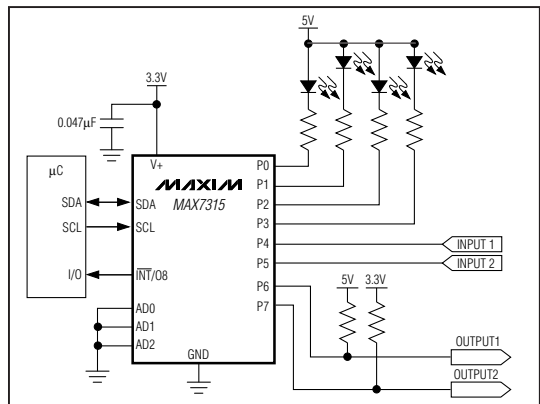 5V
3.3V
0.047µF
µC
SDA
SCL
I/O
V+
MAXIM
MAX7315
SDA
SCL
INT/O8
AD0
AD1
AD2
GND
P0
P1
P2
P3
P4
P5
P6
P7
INPUT 1
INPUT 2
5V 3.3V
OUTPUT1
OUTPUT2